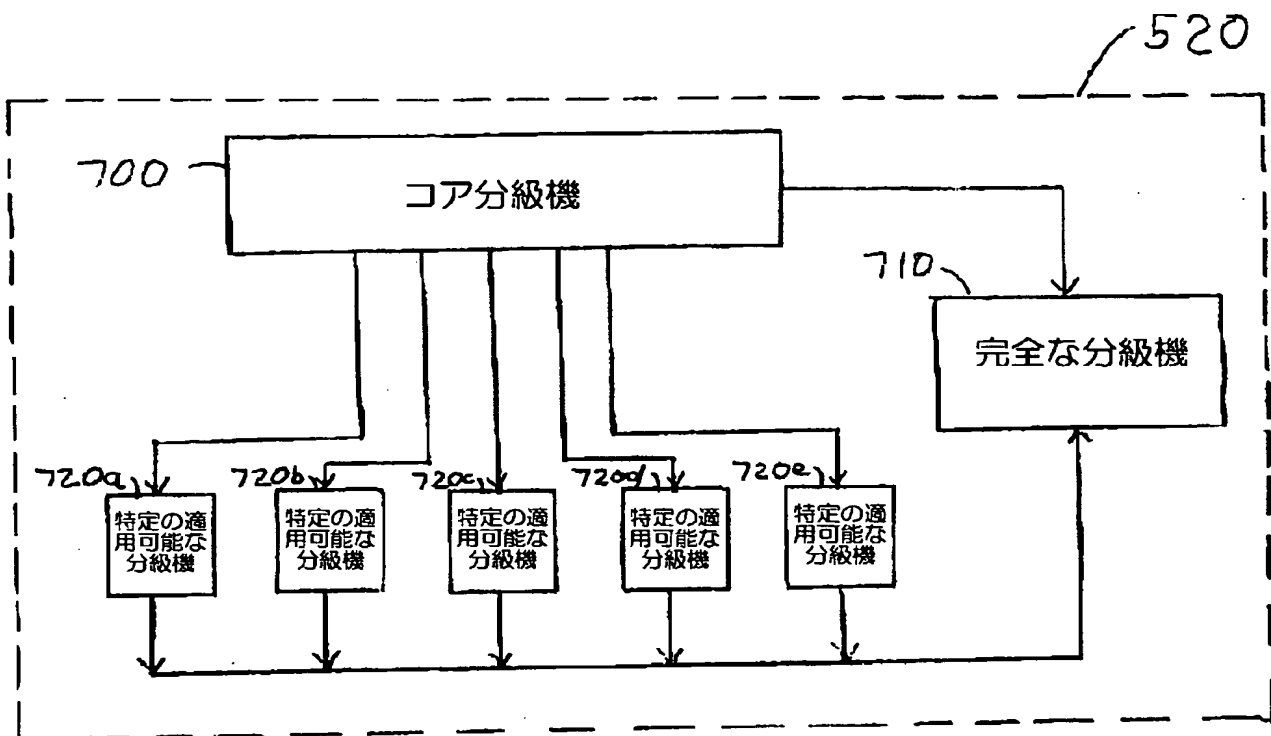 520
700
コア分級機
710
完全な分級機
720a
720b
720c
720d
720e
特定の適
用可能な
分級機
特定の適
用可能な
分級機
特定の適
用可能な
分級機
特定の適
用可能な
分級機
特定の適
用可能な
分級機